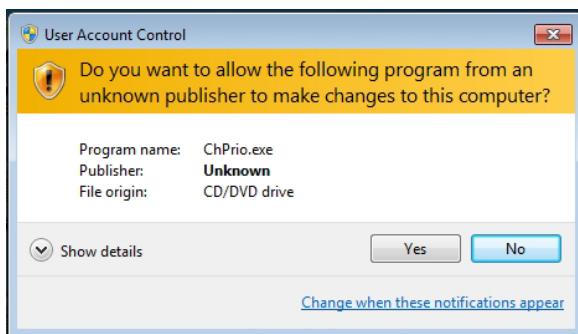 User Account Control
Do you want to allow the following program from an
unknown publisher to make changes to this computer?
Program name: ChPrio.exe
Publisher: Unknown
File origin: CD/DVD drive
Show details
Yes No
Change when these notifications appear